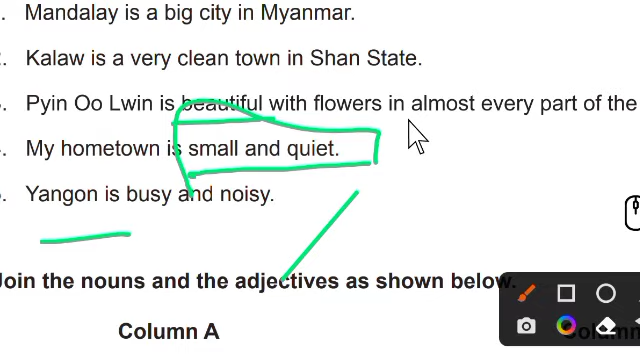 . Mandalay is a big city in Myanmar.
. Kalaw is a very clean town in Shan State.
. Pyin Oo Lwin is beautiful with flowers in almost every part of the
. My hometown is small and quiet.
. Yangon is busy and noisy.
Join the nouns and the adjectives as shown below.
Column A